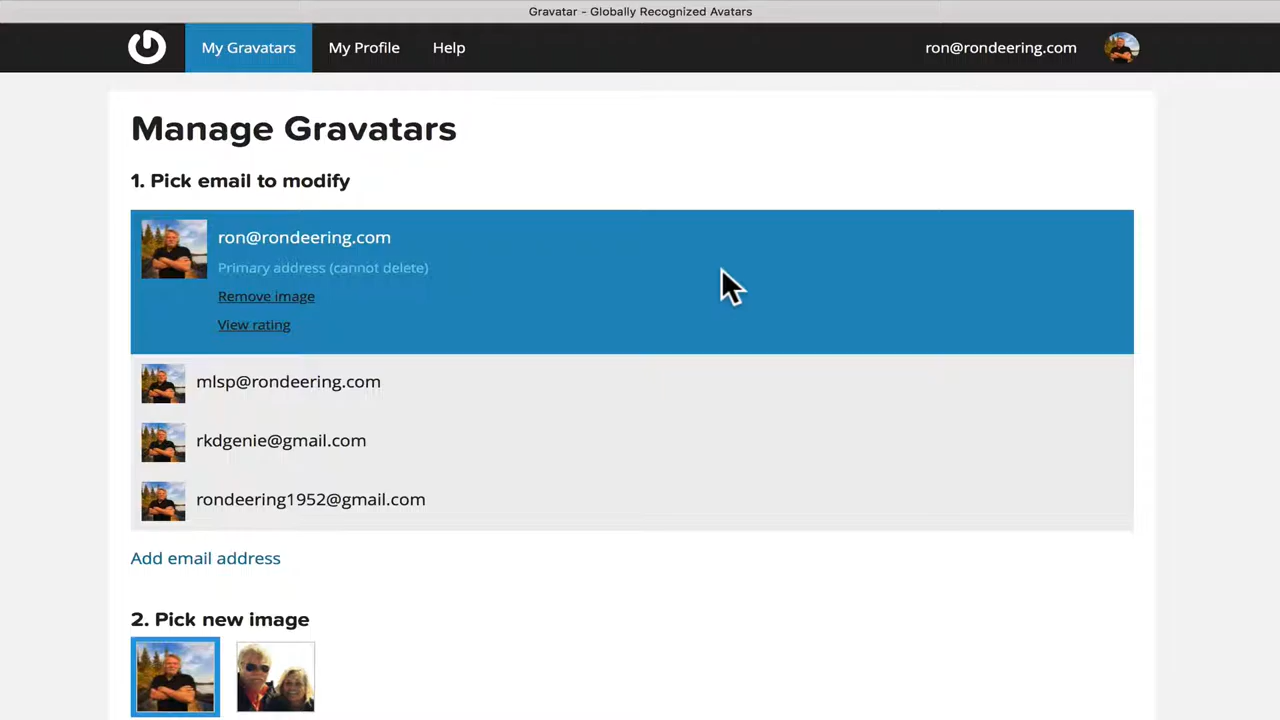 Gravatar - Globally Recognized Avatars
My Gravatars My Profile Help ron@rondeering.com
Manage Gravatars
1. Pick email to modify
ron@rondeering.com
Primary address (cannot delete)
Remove image
View rating
mlsp@rondeering.com
rkdgenie@gmail.com
rondeering1952@gmail.com
Add email address
2. Pick new image